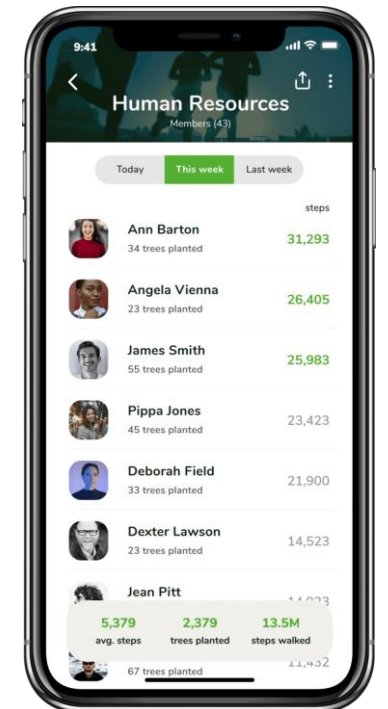 9:41
Human Resources
Members (43)
Today This week Last week
steps
Ann Barton
34 trees planted
31,293
Angela Vienna
23 trees planted
26,405
James Smith
55 trees planted
25,983
Pippa Jones
45 trees planted
23,423
Deborah Field
33 trees planted
21,900
Dexter Lawson
23 trees planted
14,523
Jean Pitt
5,379 2,379 13.5M
avg. steps trees planted steps walked
67 trees planted
11,432